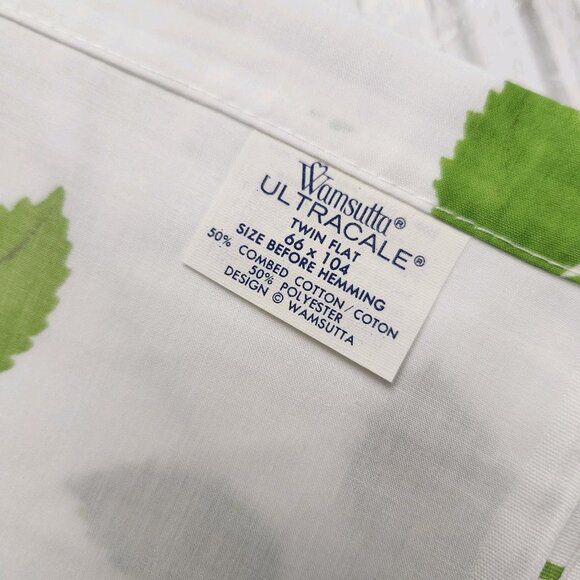 Wamsutta®
ULTRACALE®
TWIN FLAT
66 x 104
SIZE BEFORE HEMMING
50% COMBED COTTON/COTON
50% POLYESTER
DESIGN © WAMSUTTA